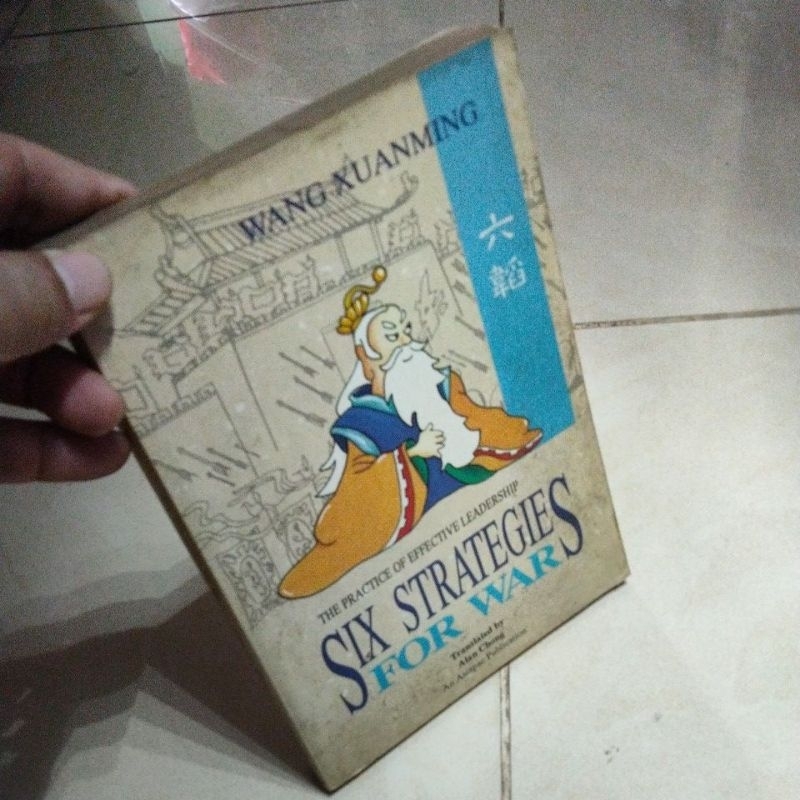 WANG XUANMING
六
韜
THE PRACTICE OF EFFECTIVE LEADERSHIP
SIX STRATEGIES
FOR WAR
Translated by
Alan Chong
An Asiapac Publication